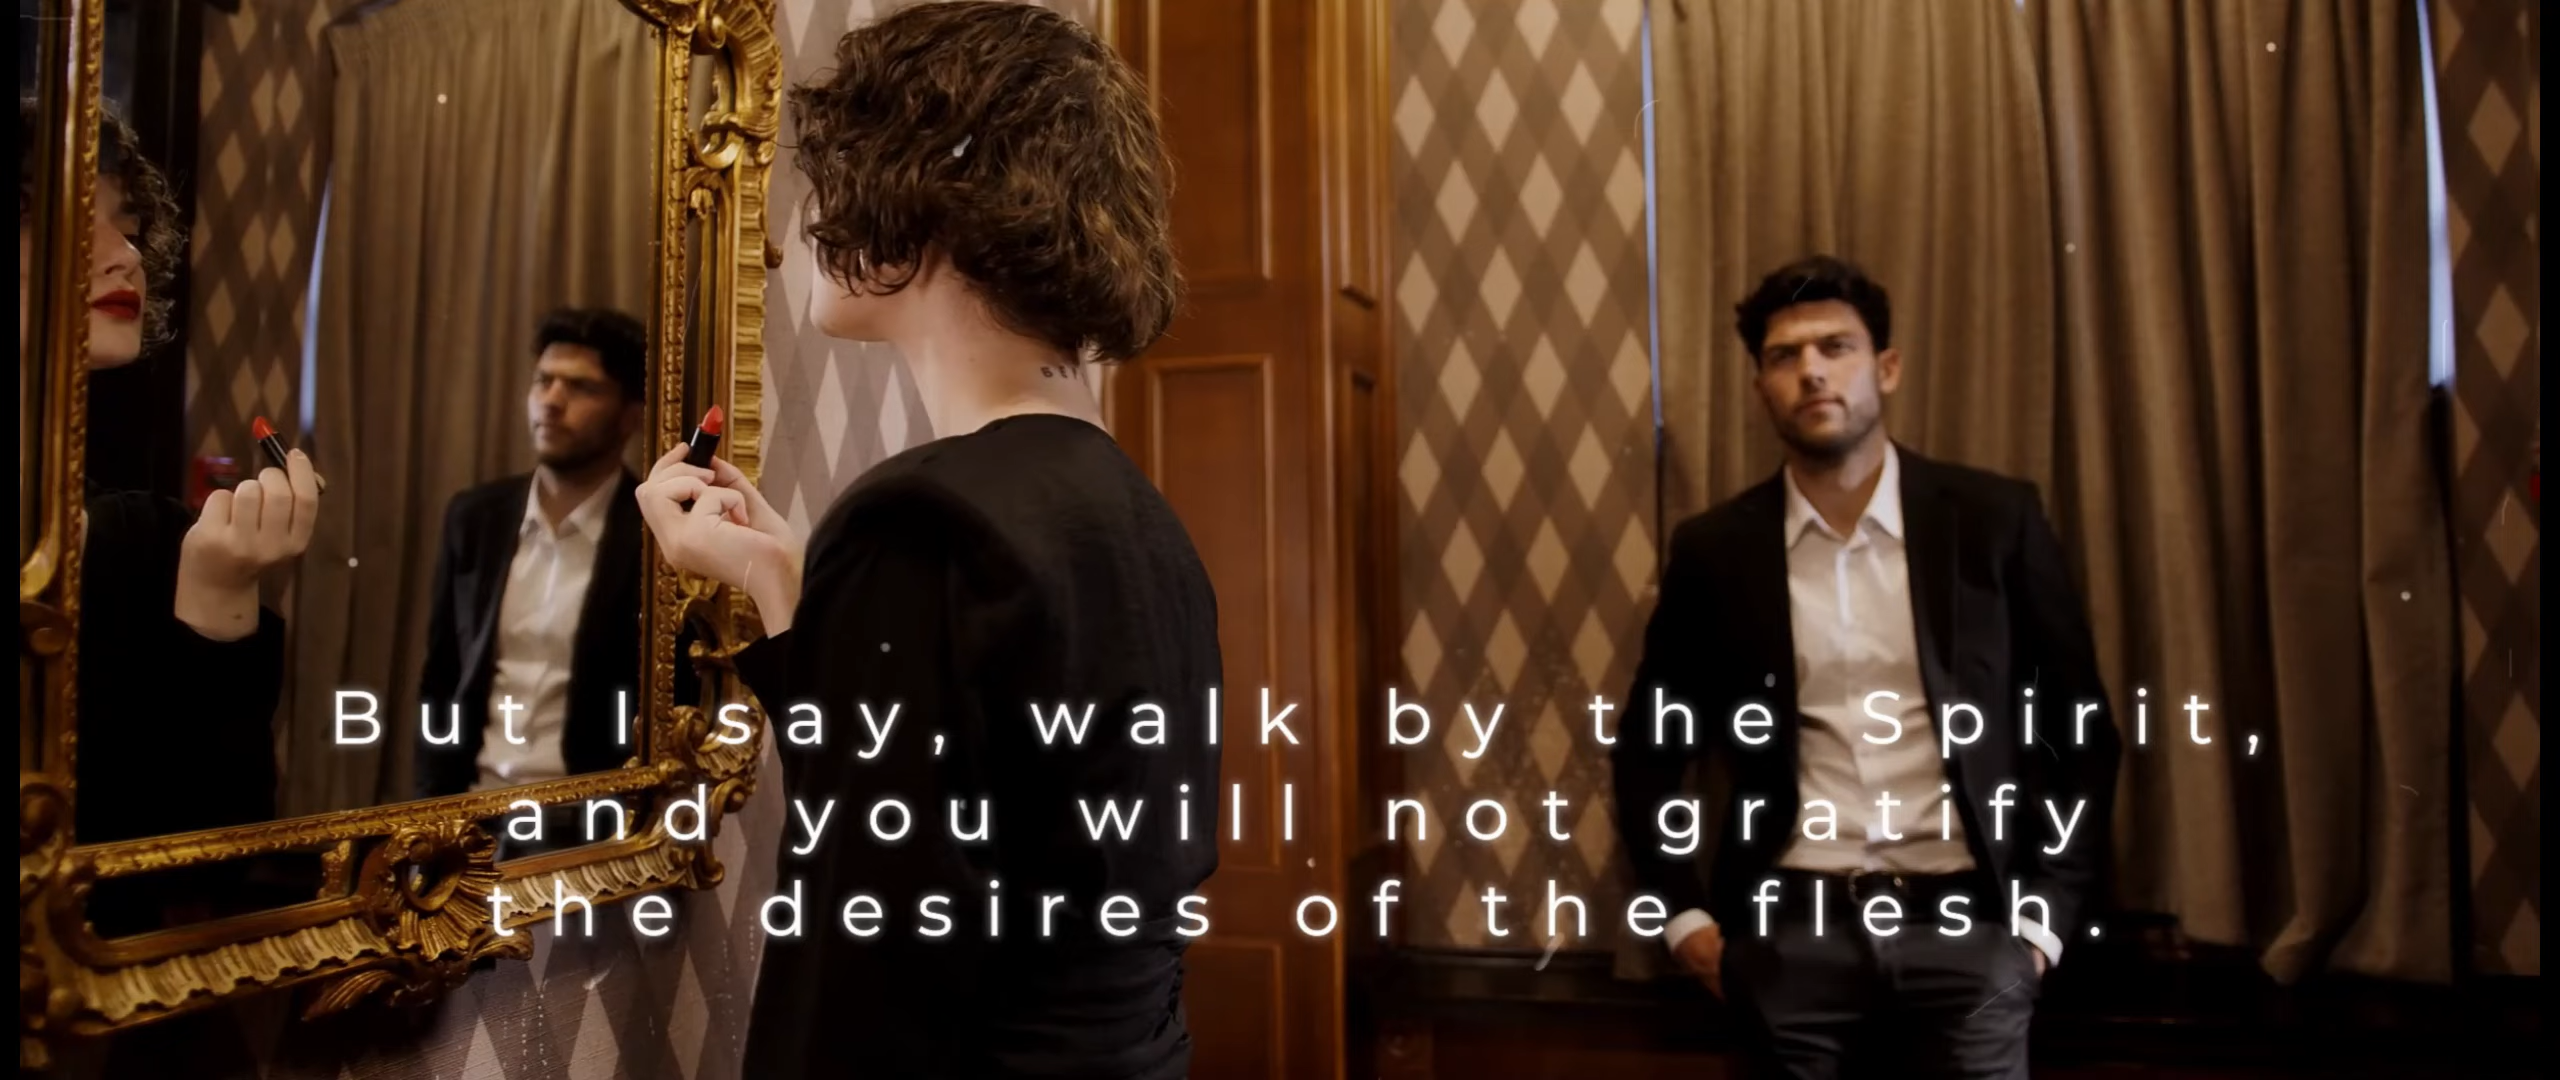 But I say, walk by the Spirit,
and you will not gratify
the desires of the flesh.